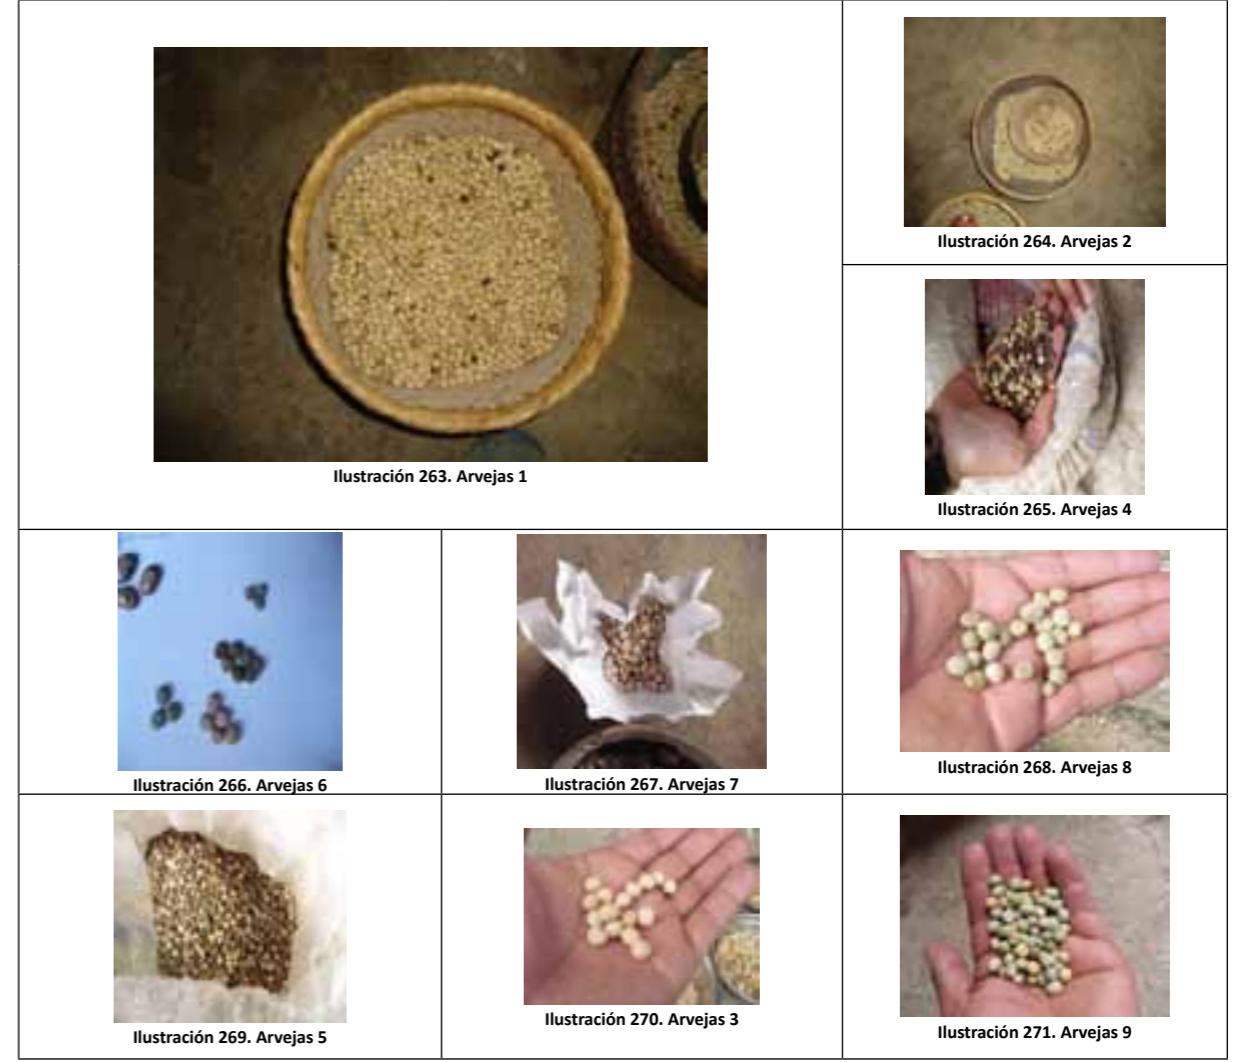 Ilustración 263. Arvejas 1
Ilustración 264. Arvejas 2
Ilustración 265. Arvejas 4
Ilustración 266. Arvejas 6
Ilustración 267. Arvejas 7
Ilustración 268. Arvejas 8
Ilustración 269. Arvejas 5
Ilustración 270. Arvejas 3
Ilustración 271. Arvejas 9